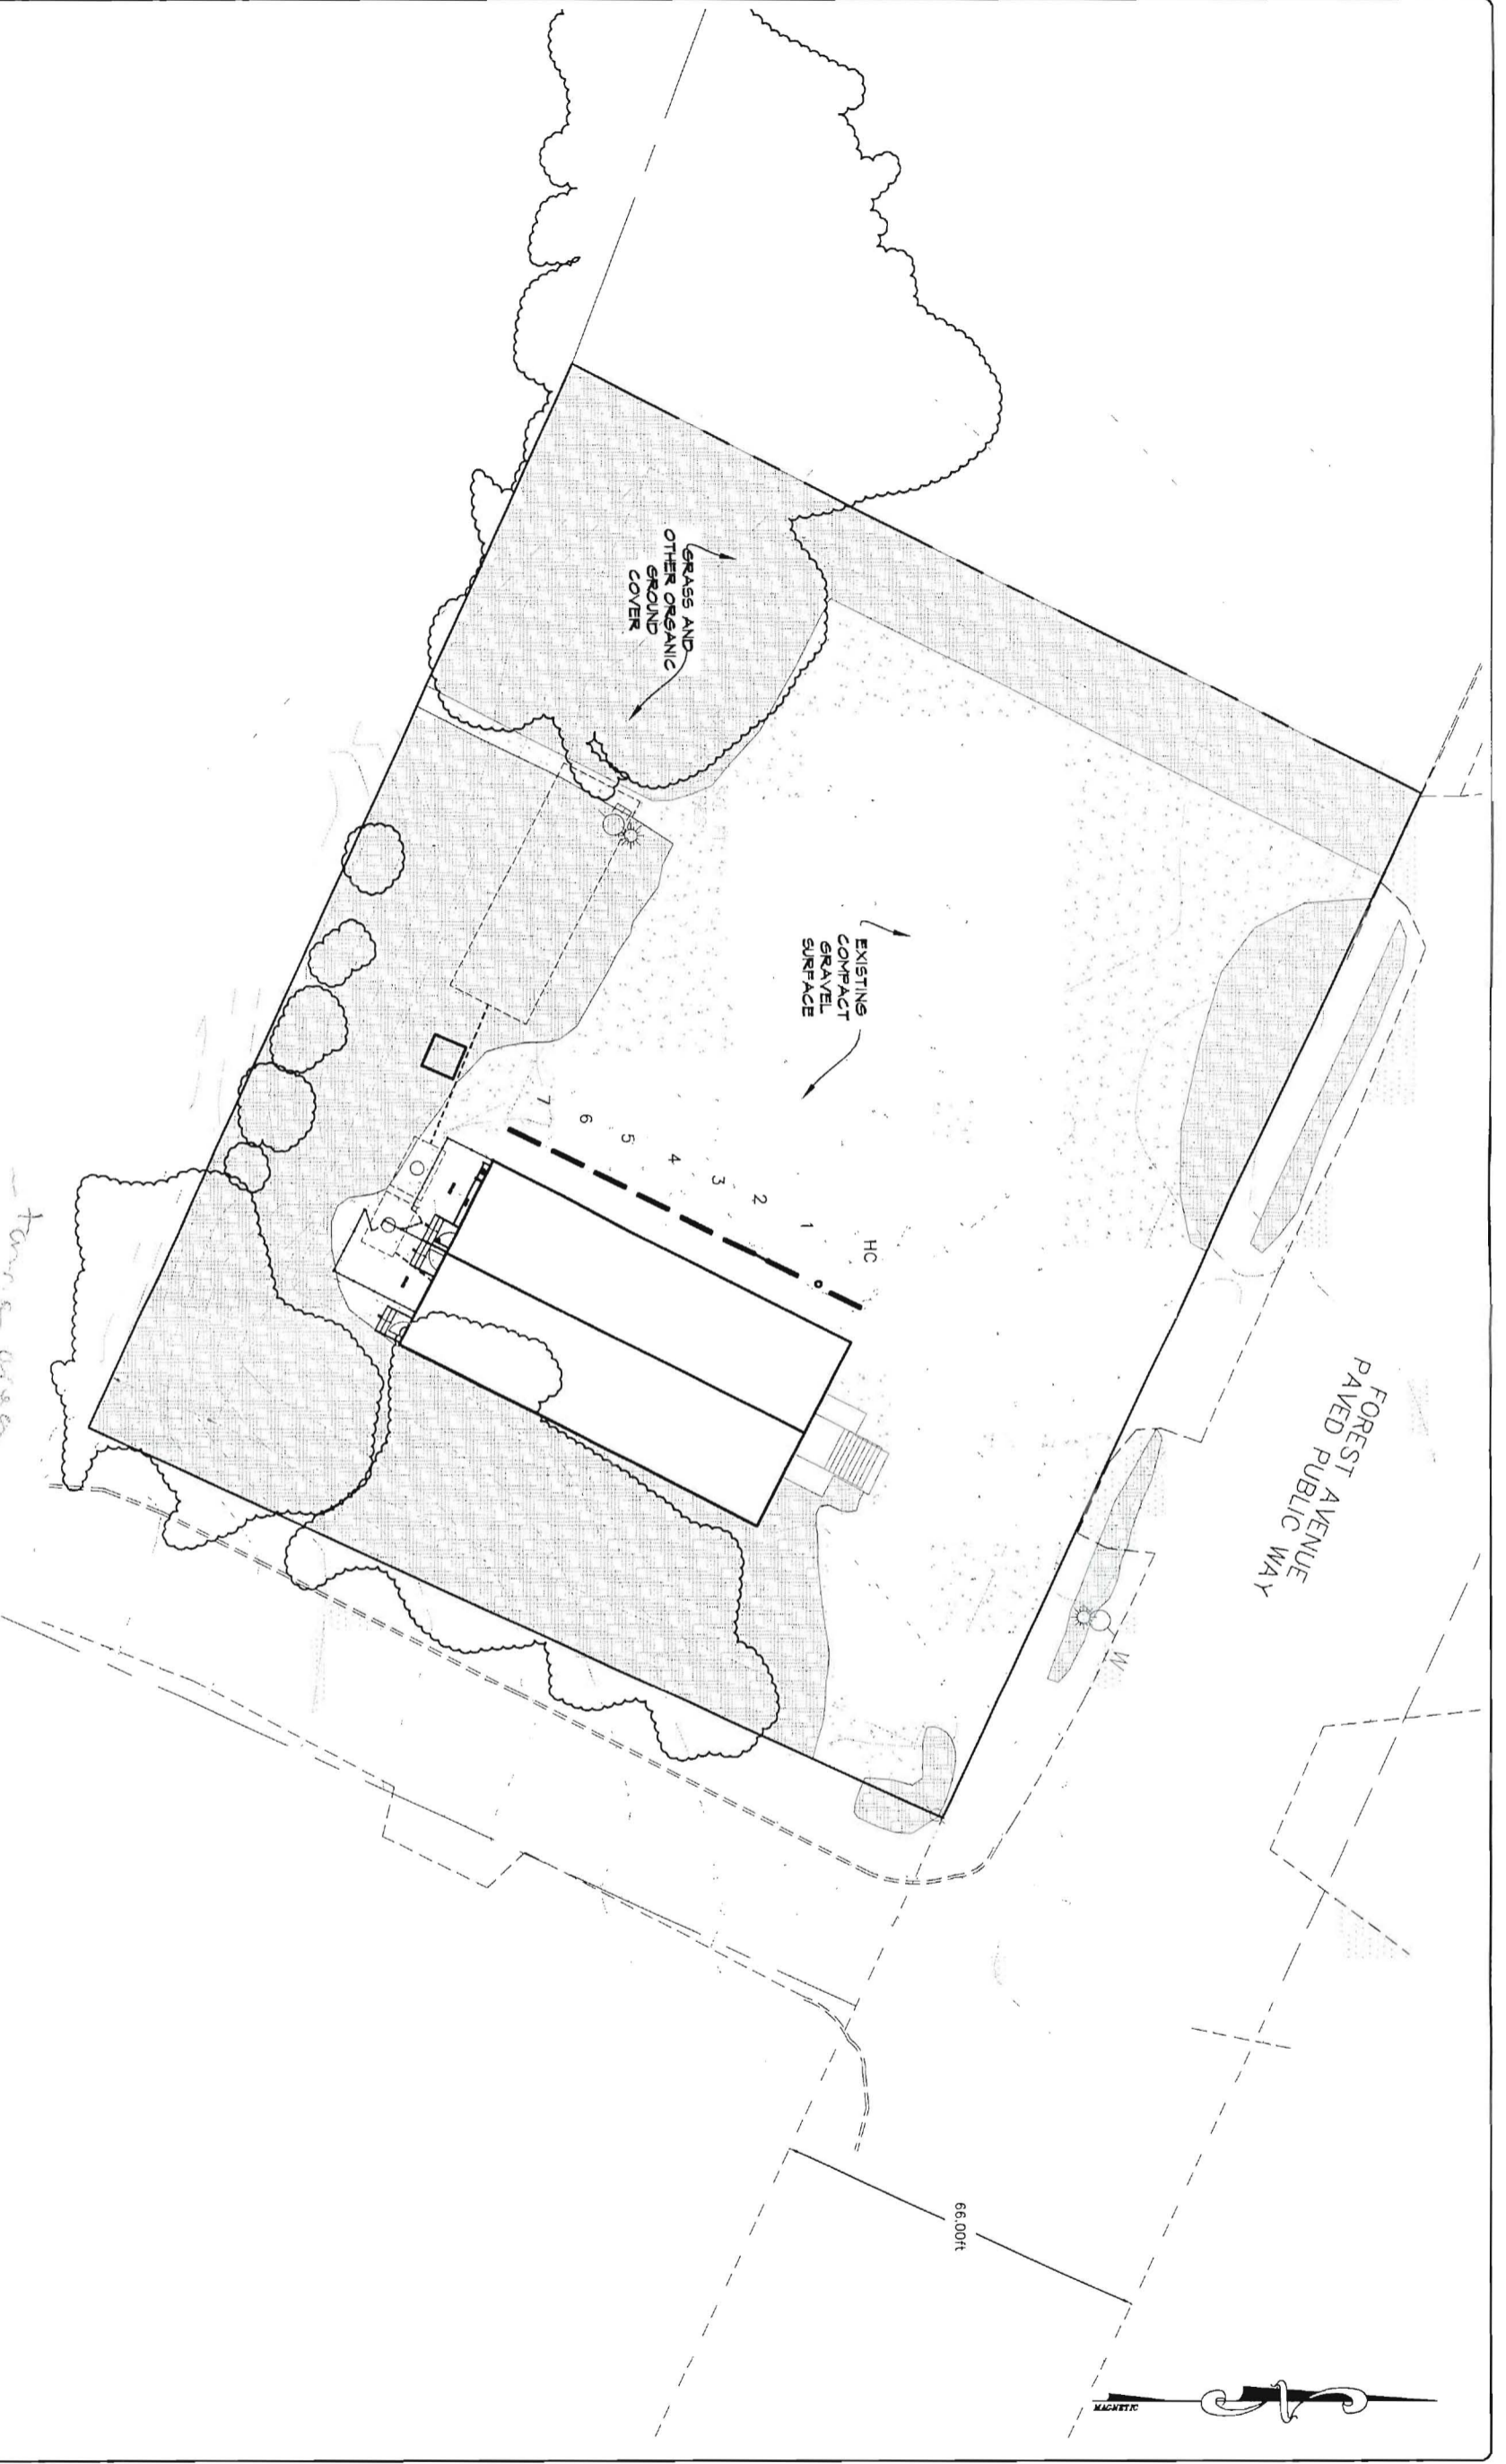 FOREST AVENUE
PAVED PUBLIC WAY
GRASS AND
OTHER ORGANIC
GROUND
COVER
EXISTING
COMPACT
GRAVEL
SURFACE
HC
1
2
3
4
5
6
7
W
66.00ft
N
MAGNETIC